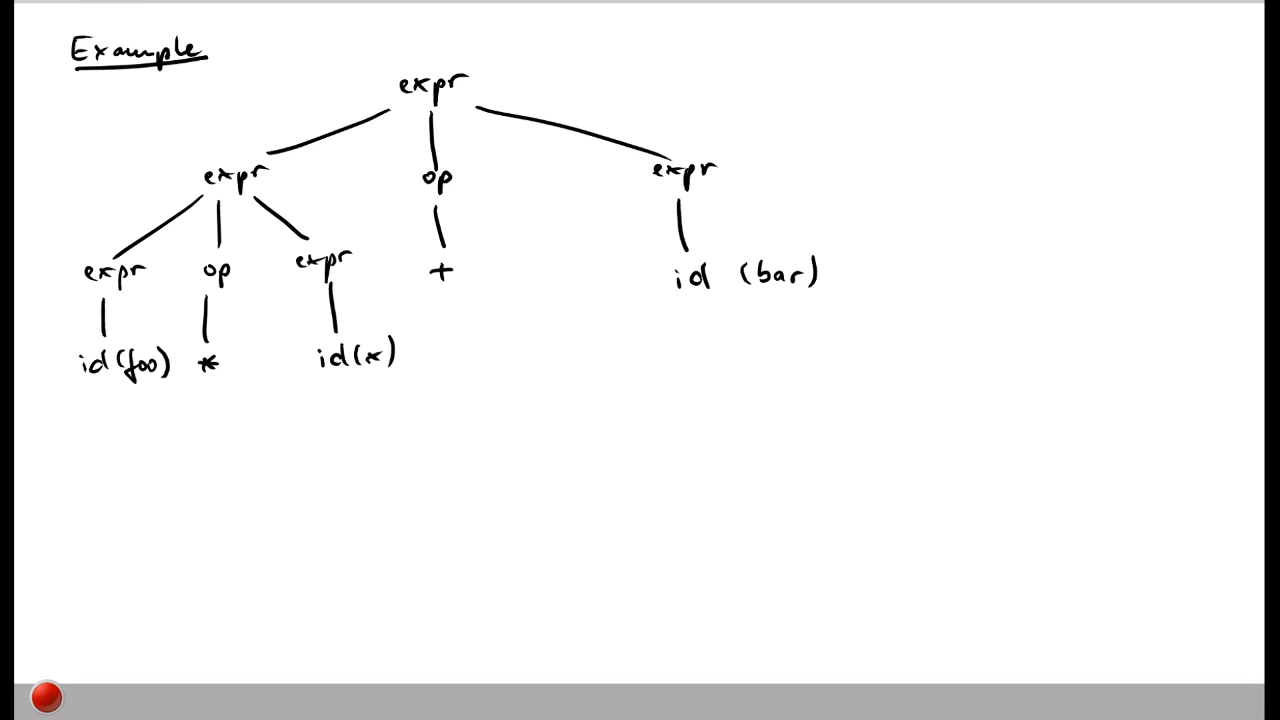 Example
expr
expr op expr
expr op expr + id (bar)
id(foo) * id(x)